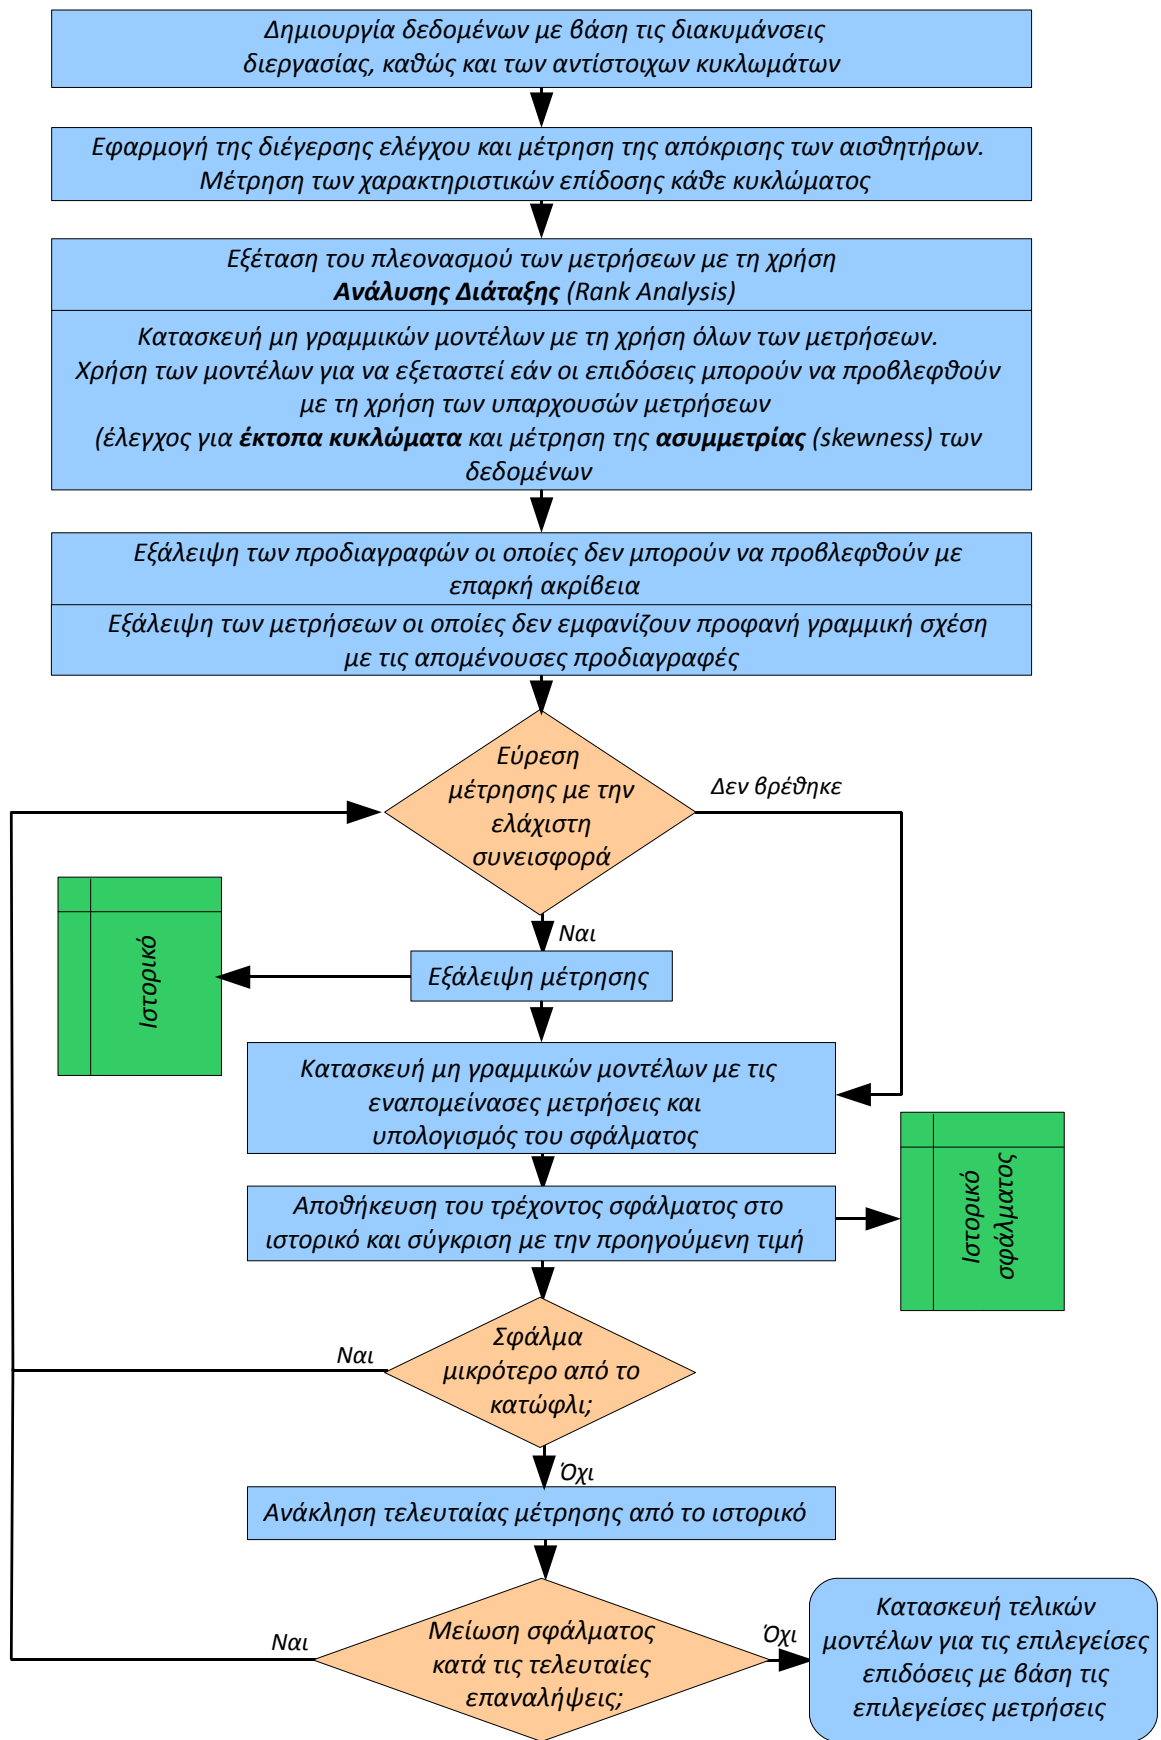 Δημιουργία δεδομένων με βάση τις διακυμάνσεις
διεργασίας, καθώς και των αντίστοιχων κυκλωμάτων
Εφαρμογή της διέγερσης ελέγχου και μέτρηση της απόκρισης των αισθητήρων.
Μέτρηση των χαρακτηριστικών επίδοσης κάθε κυκλώματος
Εξέταση του πλεονασμού των μετρήσεων με τη χρήση
Ανάλυσης Διάταξης (Rank Analysis)
Κατασκευή μη γραμμικών μοντέλων με τη χρήση όλων των μετρήσεων.
Χρήση των μοντέλων για να εξεταστεί εάν οι επιδόσεις μπορούν να προβλεφθούν
με τη χρήση των υπαρχουσών μετρήσεων
(έλεγχος για έκτοπα κυκλώματα και μέτρηση της ασυμμετρίας (skewness) των
δεδομένων
Εξάλειψη των προδιαγραφών οι οποίες δεν μπορούν να προβλεφθούν με
επαρκή ακρίβεια
Εξάλειψη των μετρήσεων οι οποίες δεν εμφανίζουν προφανή γραμμική σχέση
με τις απομένουσες προδιαγραφές
Εύρεση
μέτρησης με την
ελάχιστη
συνεισφορά
Δεν βρέθηκε
Ναι
Εξάλειψη μέτρησης
Ιστορικό
Κατασκευή μη γραμμικών μοντέλων με τις
εναπομείνασες μετρήσεις και
υπολογισμός του σφάλματος
Αποθήκευση του τρέχοντος σφάλματος στο
ιστορικό και σύγκριση με την προηγούμενη τιμή
Ιστορικό
σφάλματος
Σφάλμα
μικρότερο από το
κατώφλι;
Ναι
Όχι
Ανάκληση τελευταίας μέτρησης από το ιστορικό
Μείωση σφάλματος
κατά τις τελευταίες
επαναλήψεις;
Ναι
Όχι
Κατασκευή τελικών
μοντέλων για τις επιλεγείσες
επιδόσεις με βάση τις
επιλεγείσες μετρήσεις